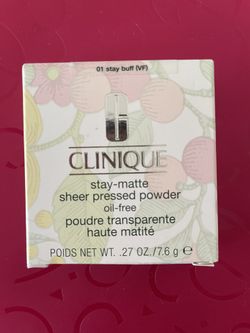 01 stay buff (VF)
CLINIQUE
stay-matte
sheer pressed powder
oil-free
poudre transparente
haute matité
POIDS NET WT. .27 OZ./7.6 g ℮